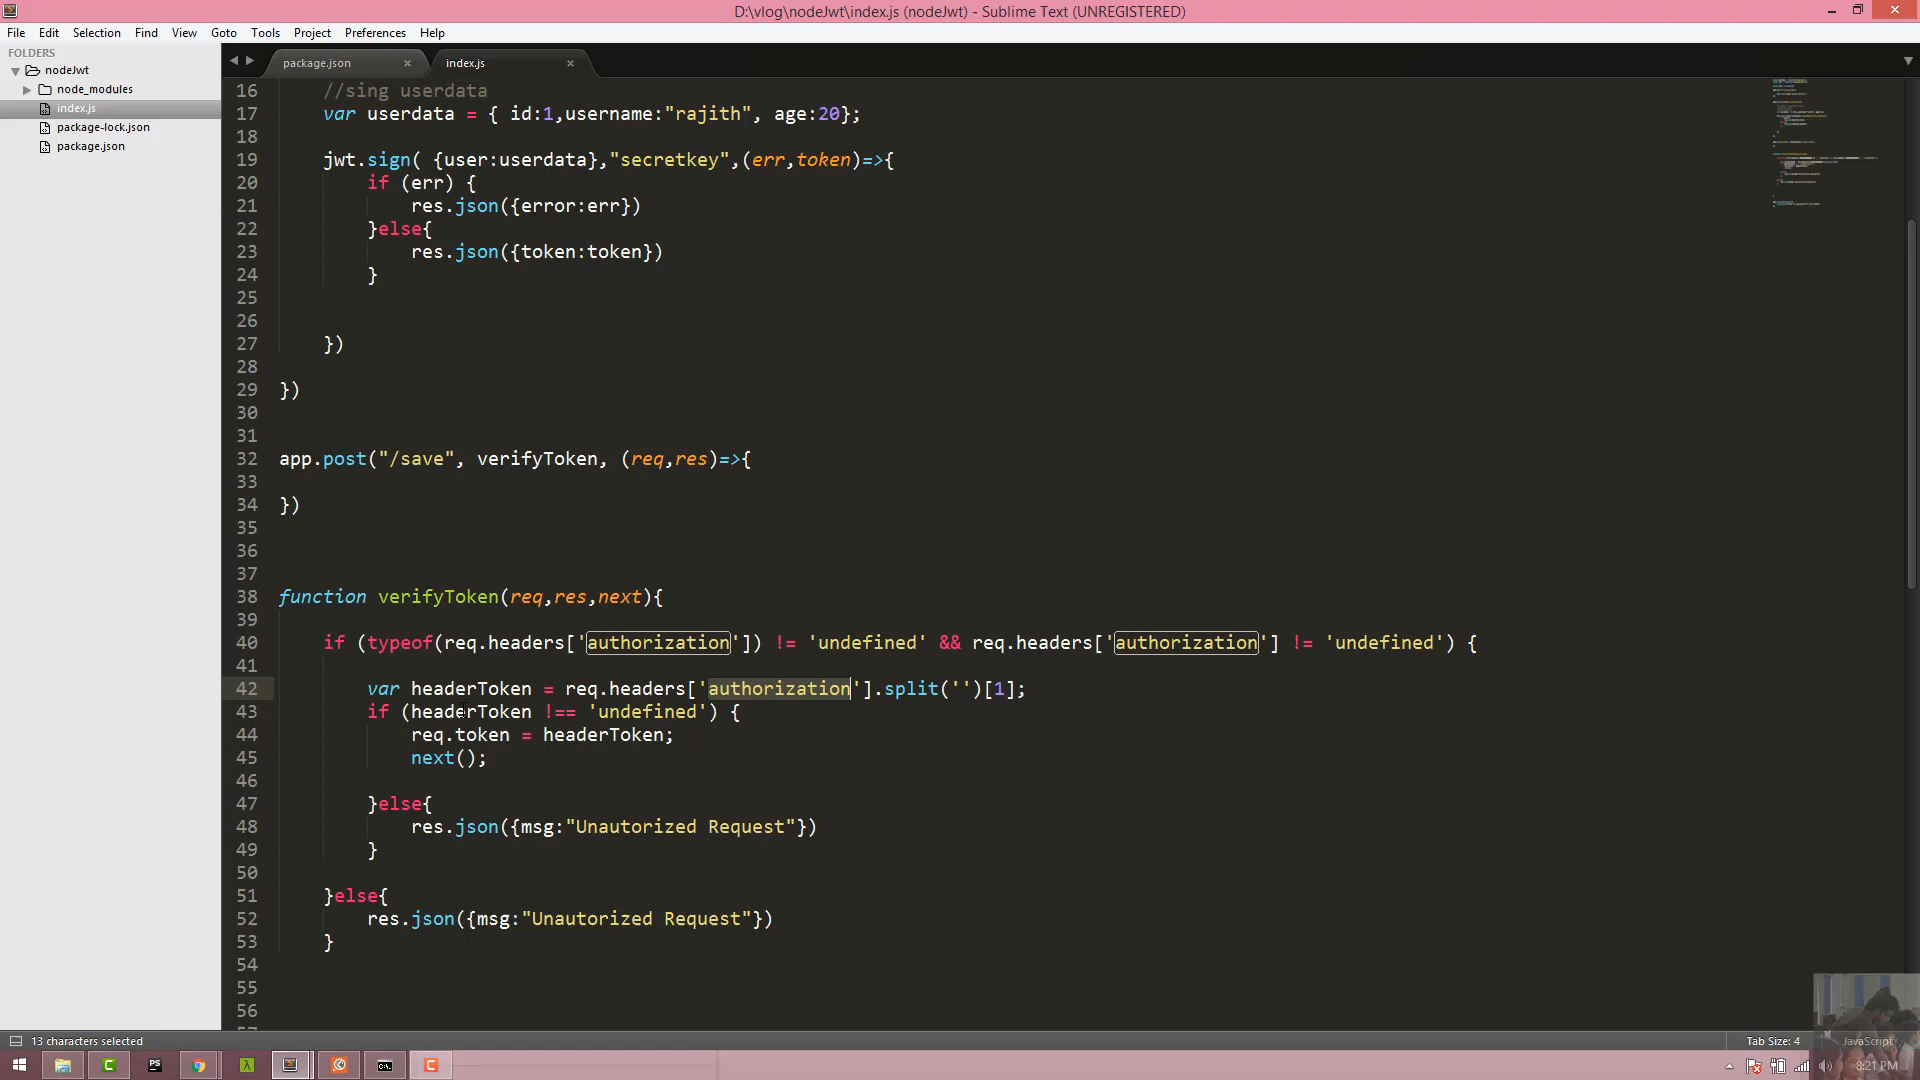 D:\vlog\nodeJwt\index.js (nodeJwt) - Sublime Text (UNREGISTERED)
File Edit Selection Find View Goto Tools Project Preferences Help
FOLDERS
nodeJwt
node_modules
index.js
package-lock.json
package.json
package.json
index.js
16 //sing userdata
17 var userdata = { id:1,username:"rajith", age:20};
18
19 jwt.sign( {user:userdata},"secretkey",(err,token)=>{
20 if (err) {
21 res.json({error:err})
22 }else{
23 res.json({token:token})
24 }
25
26
27 })
28
29 })
30
31
32 app.post("/save", verifyToken, (req,res)=>{
33
34 })
35
36
37
38 function verifyToken(req,res,next){
39
40 if (typeof(req.headers['authorization']) != 'undefined' && req.headers['authorization'] != 'undefined') {
41
42 var headerToken = req.headers['authorization'].split('')[1];
43 if (headerToken !== 'undefined') {
44 req.token = headerToken;
45 next();
46
47 }else{
48 res.json({msg:"Unautorized Request"})
49 }
50
51 }else{
52 res.json({msg:"Unautorized Request"})
53 }
54
55
56
13 characters selected
Tab Size: 4
JavaScript
8:21 PM